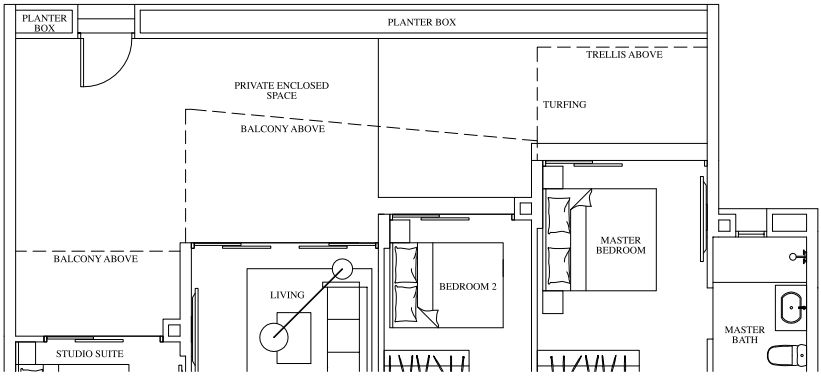 PLANTER
BOX
PLANTER BOX
TRELLIS ABOVE
PRIVATE ENCLOSED
SPACE
TURFING
BALCONY ABOVE
BALCONY ABOVE
MASTER
BEDROOM
BEDROOM 2
LIVING
MASTER
BATH
STUDIO SUITE